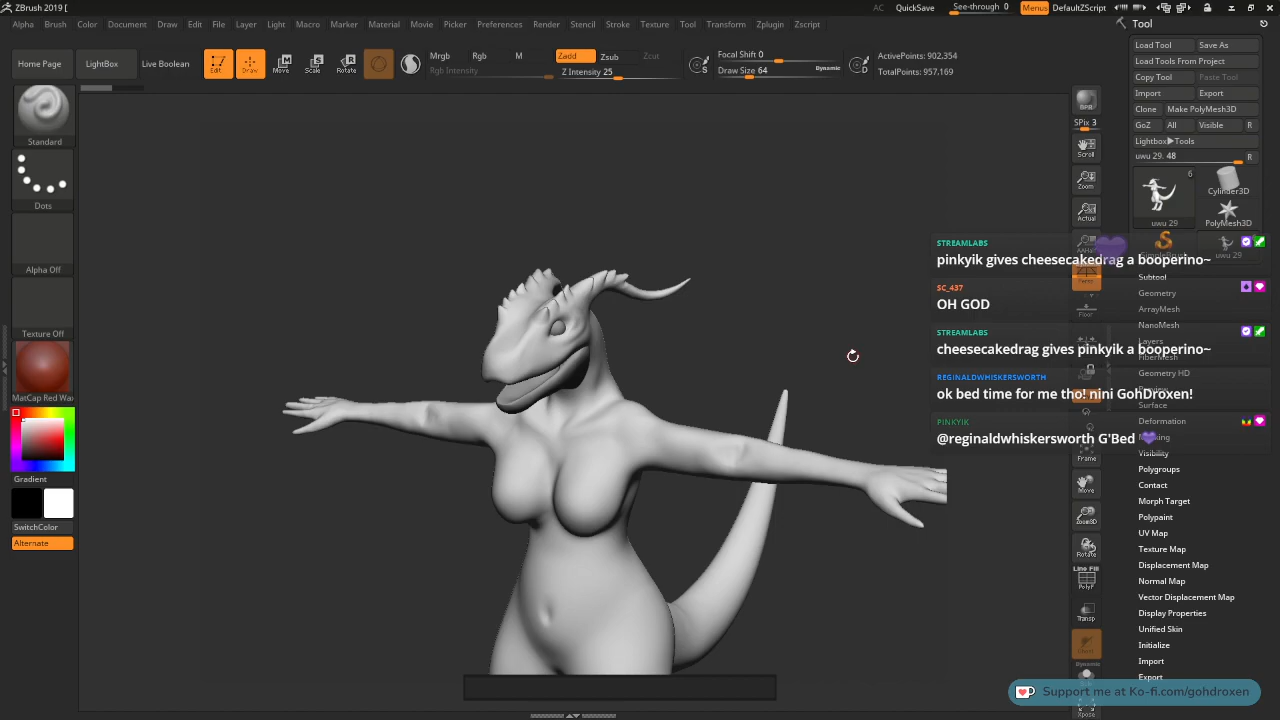 ZBrush 2019 [
AC QuickSave See-through 0 Menus DefaultZScript
Alpha Brush Color Document Draw Edit File Layer Light Macro Marker Material Movie Picker Preferences Render Stencil Stroke Texture Tool Transform Zplugin Zscript
Tool
Home Page LightBox Live Boolean
Edit Draw Move Scale Rotate
Mrgb Rgb M
Rgb Intensity
Zadd Zsub Zcut
Z Intensity 25
Focal Shift 0
Draw Size 64 Dynamic
S
D
ActivePoints: 902,354
TotalPoints: 957,169
Load Tool Save As
Load Tools From Project
Copy Tool Paste Tool
Import Export
Clone Make PolyMesh3D
GoZ All Visible R
Lightbox▶Tools
uwu 29. 48 R
6
Cylinder3D
uwu 29 PolyMesh3D
uwu 29
Subtool
Geometry
ArrayMesh
NanoMesh
Layers
FiberMesh
Geometry HD
Surface
Deformation
Visibility
Polygroups
Contact
Morph Target
Polypaint
UV Map
Texture Map
Displacement Map
Normal Map
Vector Displacement Map
Display Properties
Unified Skin
Initialize
Import
Export
Standard
Dots
Alpha Off
Texture Off
MatCap Red Wax
Gradient
SwitchColor
Alternate
BPR
SPix 3
Scroll
Zoom
Actual
Floor
Frame
Move
Zoom3D
Rotate
Line Fill
PolyF
Transp
Dynamic
Xpose
STREAMLABS
pinkyik gives cheesecakedrag a booperino~
SC_437
OH GOD
STREAMLABS
cheesecakedrag gives pinkyik a booperino~
REGINALDWHISKERSWORTH
ok bed time for me tho! nini GohDroxen!
PINKYIK
@reginaldwhiskersworth G'Bed
Support me at Ko-fi.com/gohdroxen